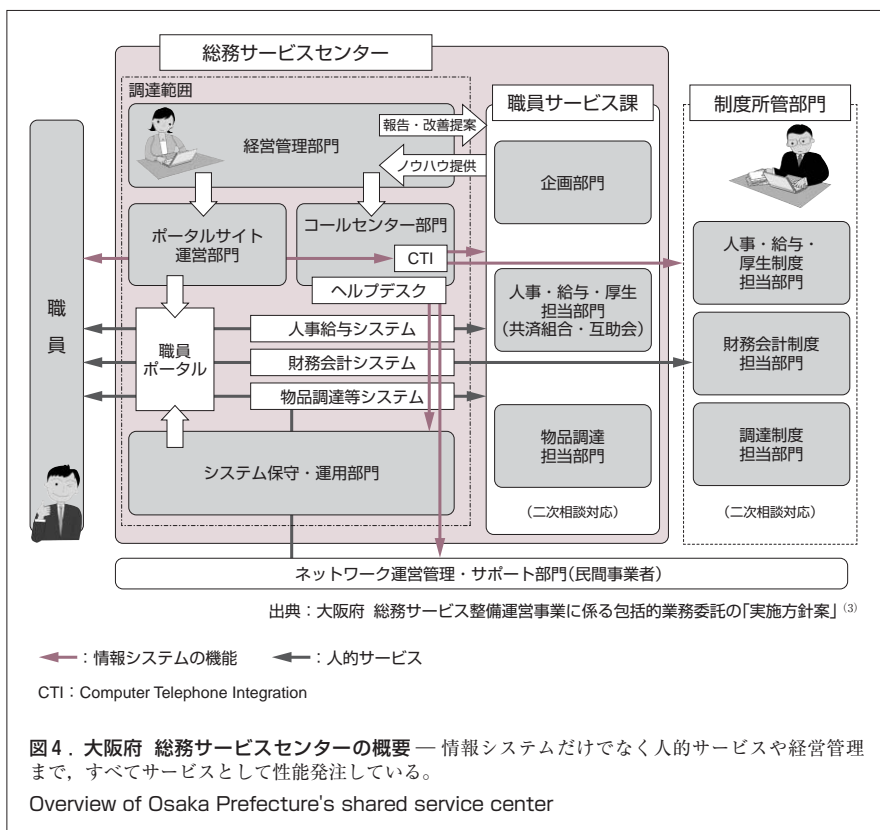 総務サービスセンター
調達範囲
経営管理部門
報告・改善提案
ノウハウ提供
職員サービス課
制度所管部門
企画部門
職員
ポータルサイト
運営部門
コールセンター部門
CTI
ヘルプデスク
人事・給与・
厚生制度
担当部門
人事・給与・厚生
担当部門
(共済組合・互助会)
職員
ポータル
人事給与システム
財務会計システム
物品調達等システム
財務会計制度
担当部門
システム保守・運用部門
物品調達
担当部門
調達制度
担当部門
(二次相談対応)
(二次相談対応)
ネットワーク運営管理・サポート部門(民間事業者)
出典:大阪府 総務サービス整備運営事業に係る包括的業務委託の「実施方針案」(3)
:情報システムの機能
:人的サービス
CTI:Computer Telephone Integration
図4.大阪府 総務サービスセンターの概要 — 情報システムだけでなく人的サービスや経営管理
まで,すべてサービスとして性能発注している。
Overview of Osaka Prefecture's shared service center